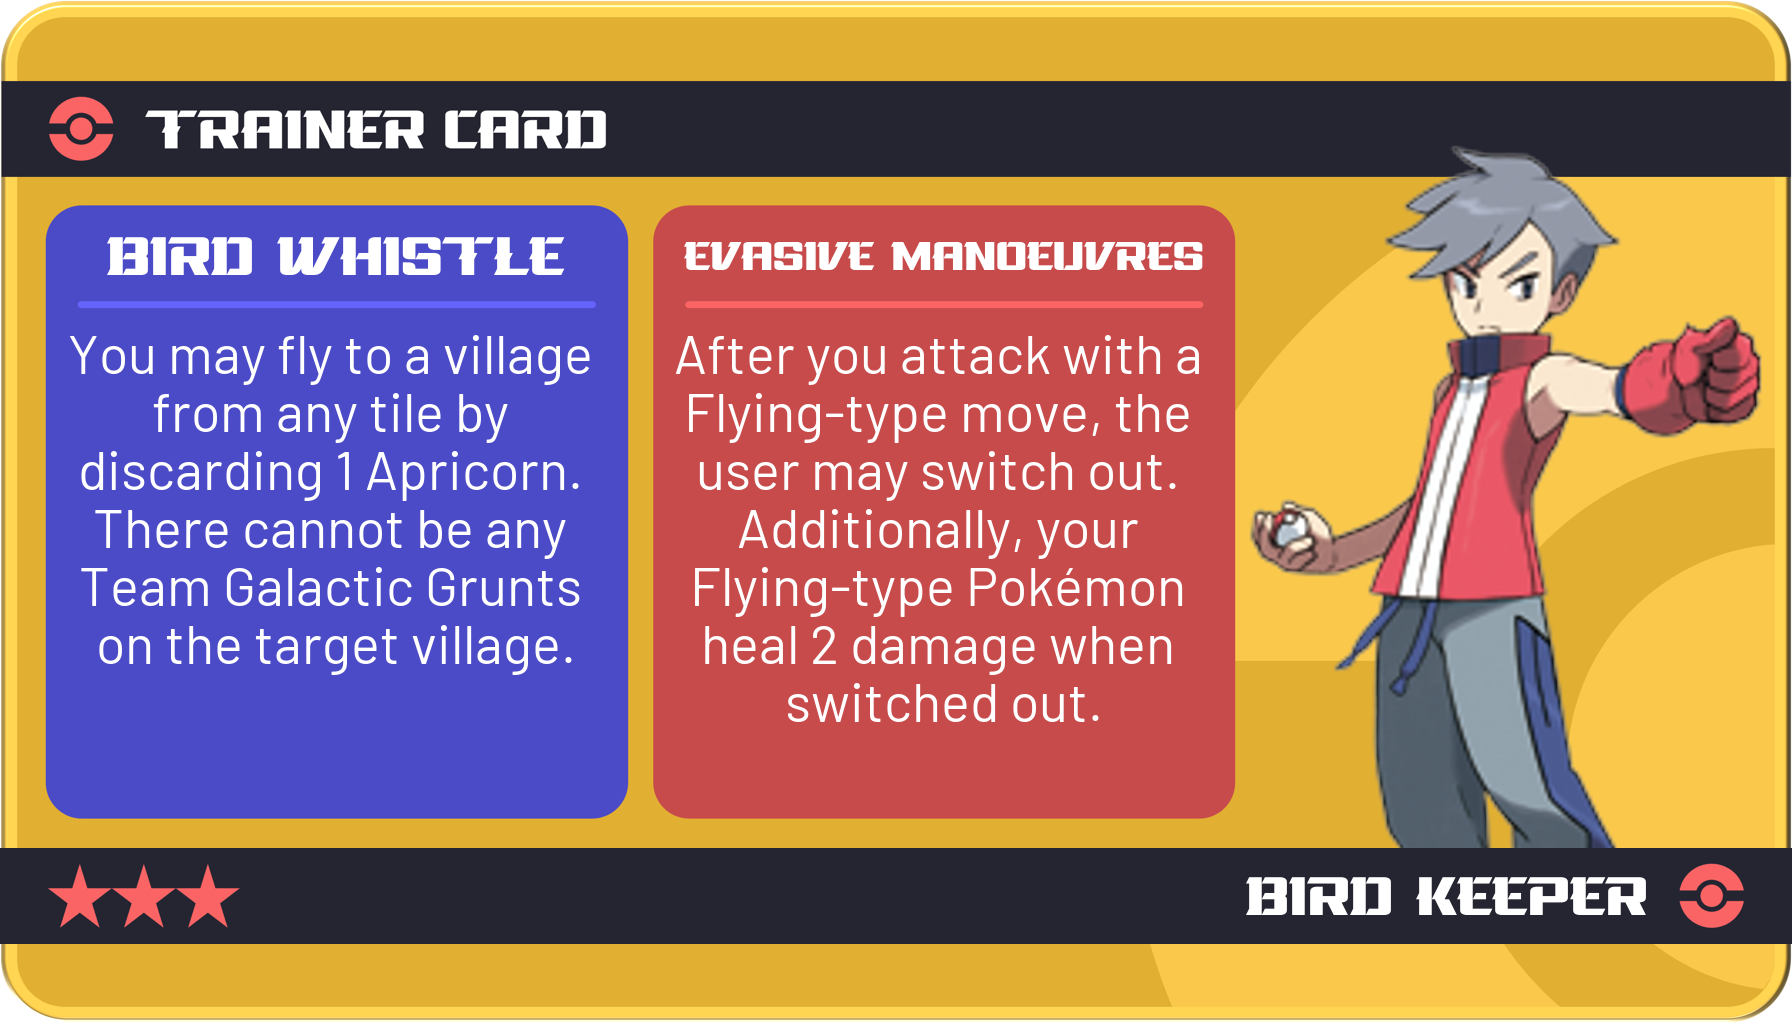 TRAINER CARD
BIRD WHISTLE
You may fly to a village
from any tile by
discarding 1 Apricorn.
There cannot be any
Team Galactic Grunts
on the target village.
EVASIVE MANOEUVRES
After you attack with a
Flying-type move, the
user may switch out.
Additionally, your
Flying-type Pokémon
heal 2 damage when
switched out.
BIRD KEEPER